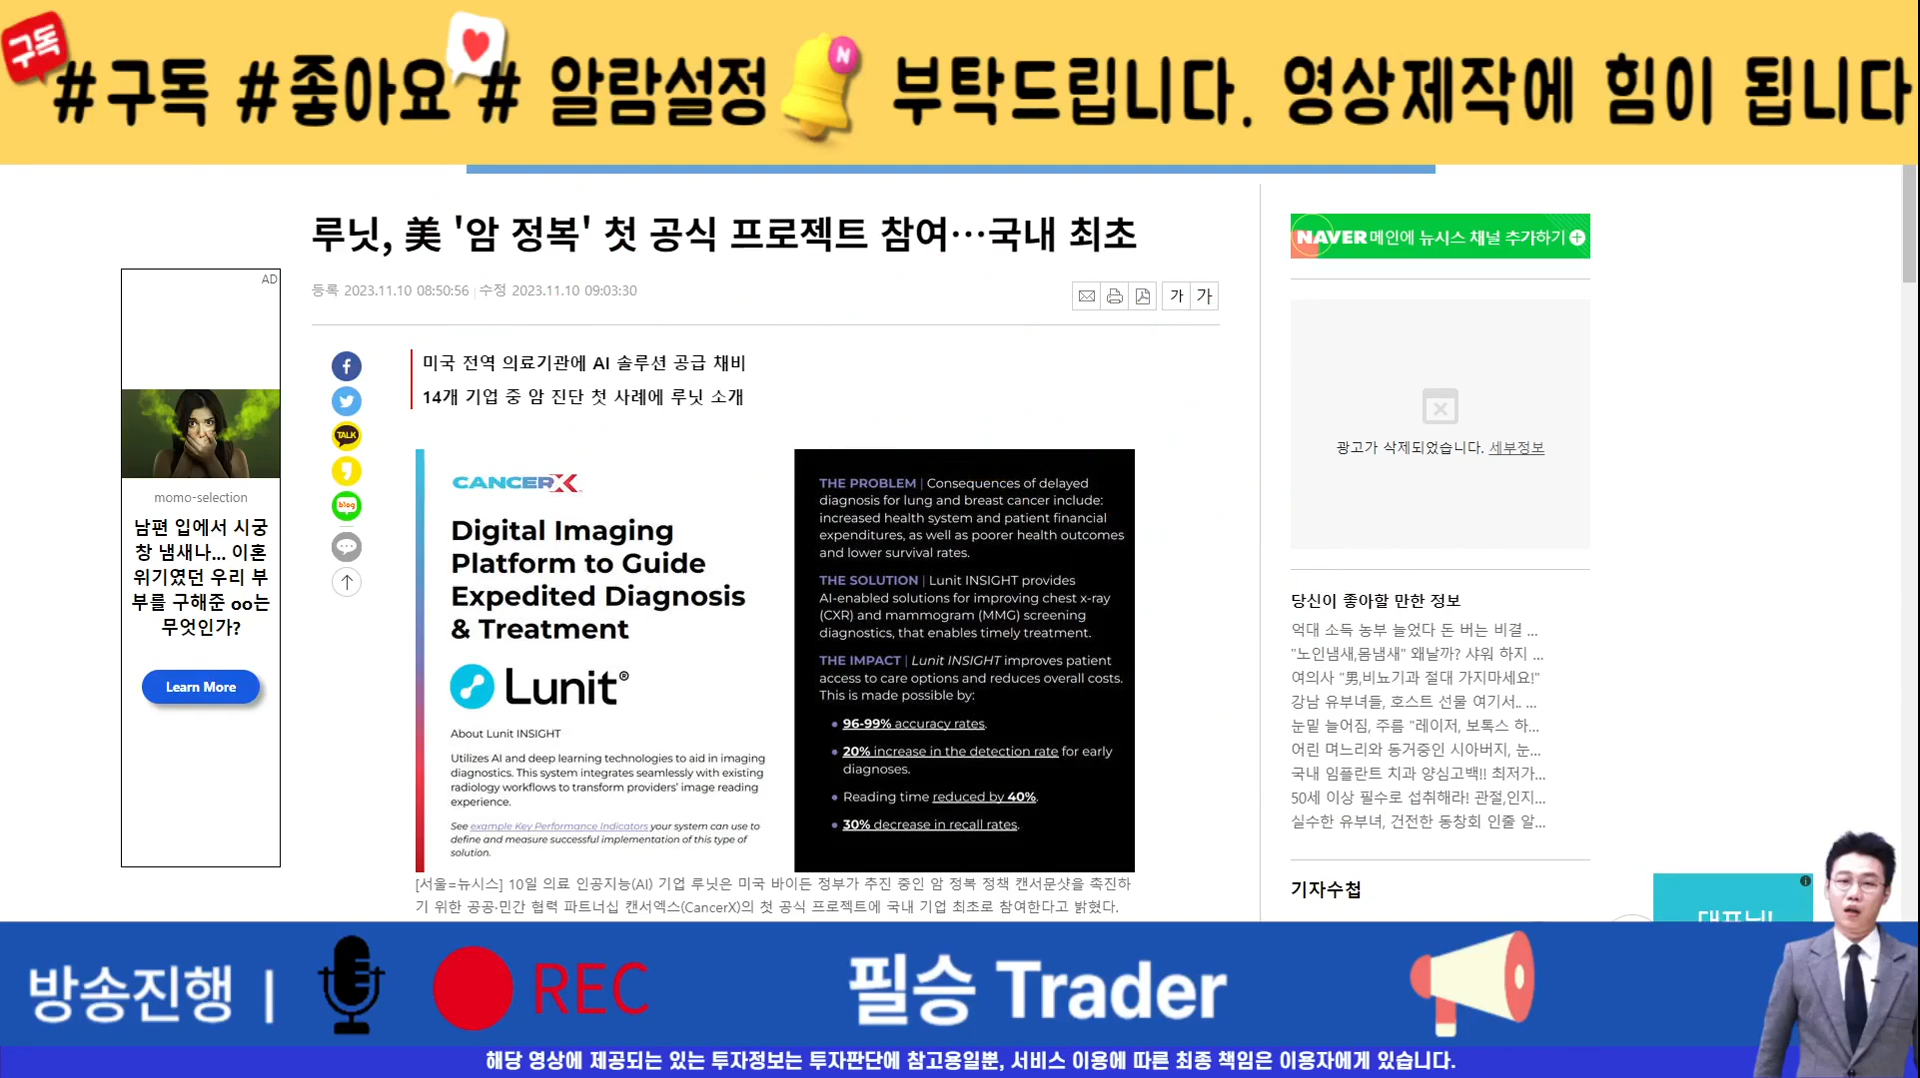 구독
#구독 #좋아요 # 알람설정 N 부탁드립니다. 영상제작에 힘이 됩니다
루닛, 美 '암 정복' 첫 공식 프로젝트 참여…국내 최초
등록 2023.11.10 08:50:56 | 수정 2023.11.10 09:03:30
가 가
미국 전역 의료기관에 AI 솔루션 공급 채비
14개 기업 중 암 진단 첫 사례에 루닛 소개
f
TALK
blog
AD
momo-selection
남편 입에서 시궁
창 냄새나... 이혼
위기였던 우리 부
부를 구해준 oo는
무엇인가?
Learn More
CANCERX
Digital Imaging
Platform to Guide
Expedited Diagnosis
& Treatment
Lunit®
About Lunit INSIGHT
Utilizes AI and deep learning technologies to aid in imaging
diagnostics. This system integrates seamlessly with existing
radiology workflows to transform providers' image reading
experience.
See example Key Performance Indicators your system can use to
define and measure successful implementation of this type of
solution.
THE PROBLEM | Consequences of delayed
diagnosis for lung and breast cancer include:
increased health system and patient financial
expenditures, as well as poorer health outcomes
and lower survival rates.
THE SOLUTION | Lunit INSIGHT provides
AI-enabled solutions for improving chest x-ray
(CXR) and mammogram (MMG) screening
diagnostics, that enables timely treatment.
THE IMPACT | Lunit INSIGHT improves patient
access to care options and reduces overall costs.
This is made possible by:
• 96-99% accuracy rates.
• 20% increase in the detection rate for early
diagnoses.
• Reading time reduced by 40%.
• 30% decrease in recall rates.
[서울=뉴시스] 10일 의료 인공지능(AI) 기업 루닛은 미국 바이든 정부가 추진 중인 암 정복 정책 캔서문샷을 촉진하
기 위한 공공·민간 협력 파트너십 캔서엑스(CancerX)의 첫 공식 프로젝트에 국내 기업 최초로 참여한다고 밝혔다.
NAVER 메인에 뉴시스 채널 추가하기
광고가 삭제되었습니다. 세부정보
당신이 좋아할 만한 정보
억대 소득 농부 늘었다 돈 버는 비결 ...
"노인냄새,몸냄새" 왜날까? 샤워 하지 ...
여의사 "男,비뇨기과 절대 가지마세요!"
강남 유부녀들, 호스트 선물 여기서.. ...
눈밑 늘어짐, 주름 "레이저, 보톡스 하...
어린 며느리와 동거중인 시아버지, 눈...
국내 임플란트 치과 양심고백!! 최저가...
50세 이상 필수로 섭취해라! 관절,인지...
실수한 유부녀, 건전한 동창회 인줄 알...
기자수첩
방송진행 | REC 필승 Trader
해당 영상에 제공되는 있는 투자정보는 투자판단에 참고용일뿐, 서비스 이용에 따른 최종 책임은 이용자에게 있습니다.